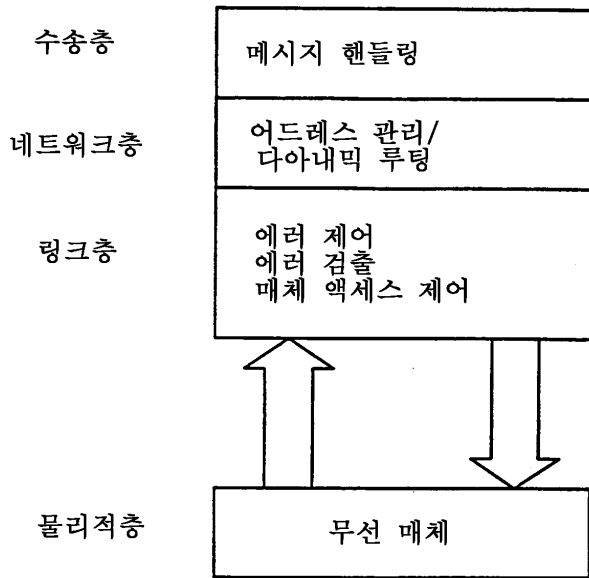 수송층
메시지 핸들링
네트워크층
어드레스 관리/
다아내믹 루팅
링크층
에러 제어
에러 검출
매체 액세스 제어
물리적층
무선 매체